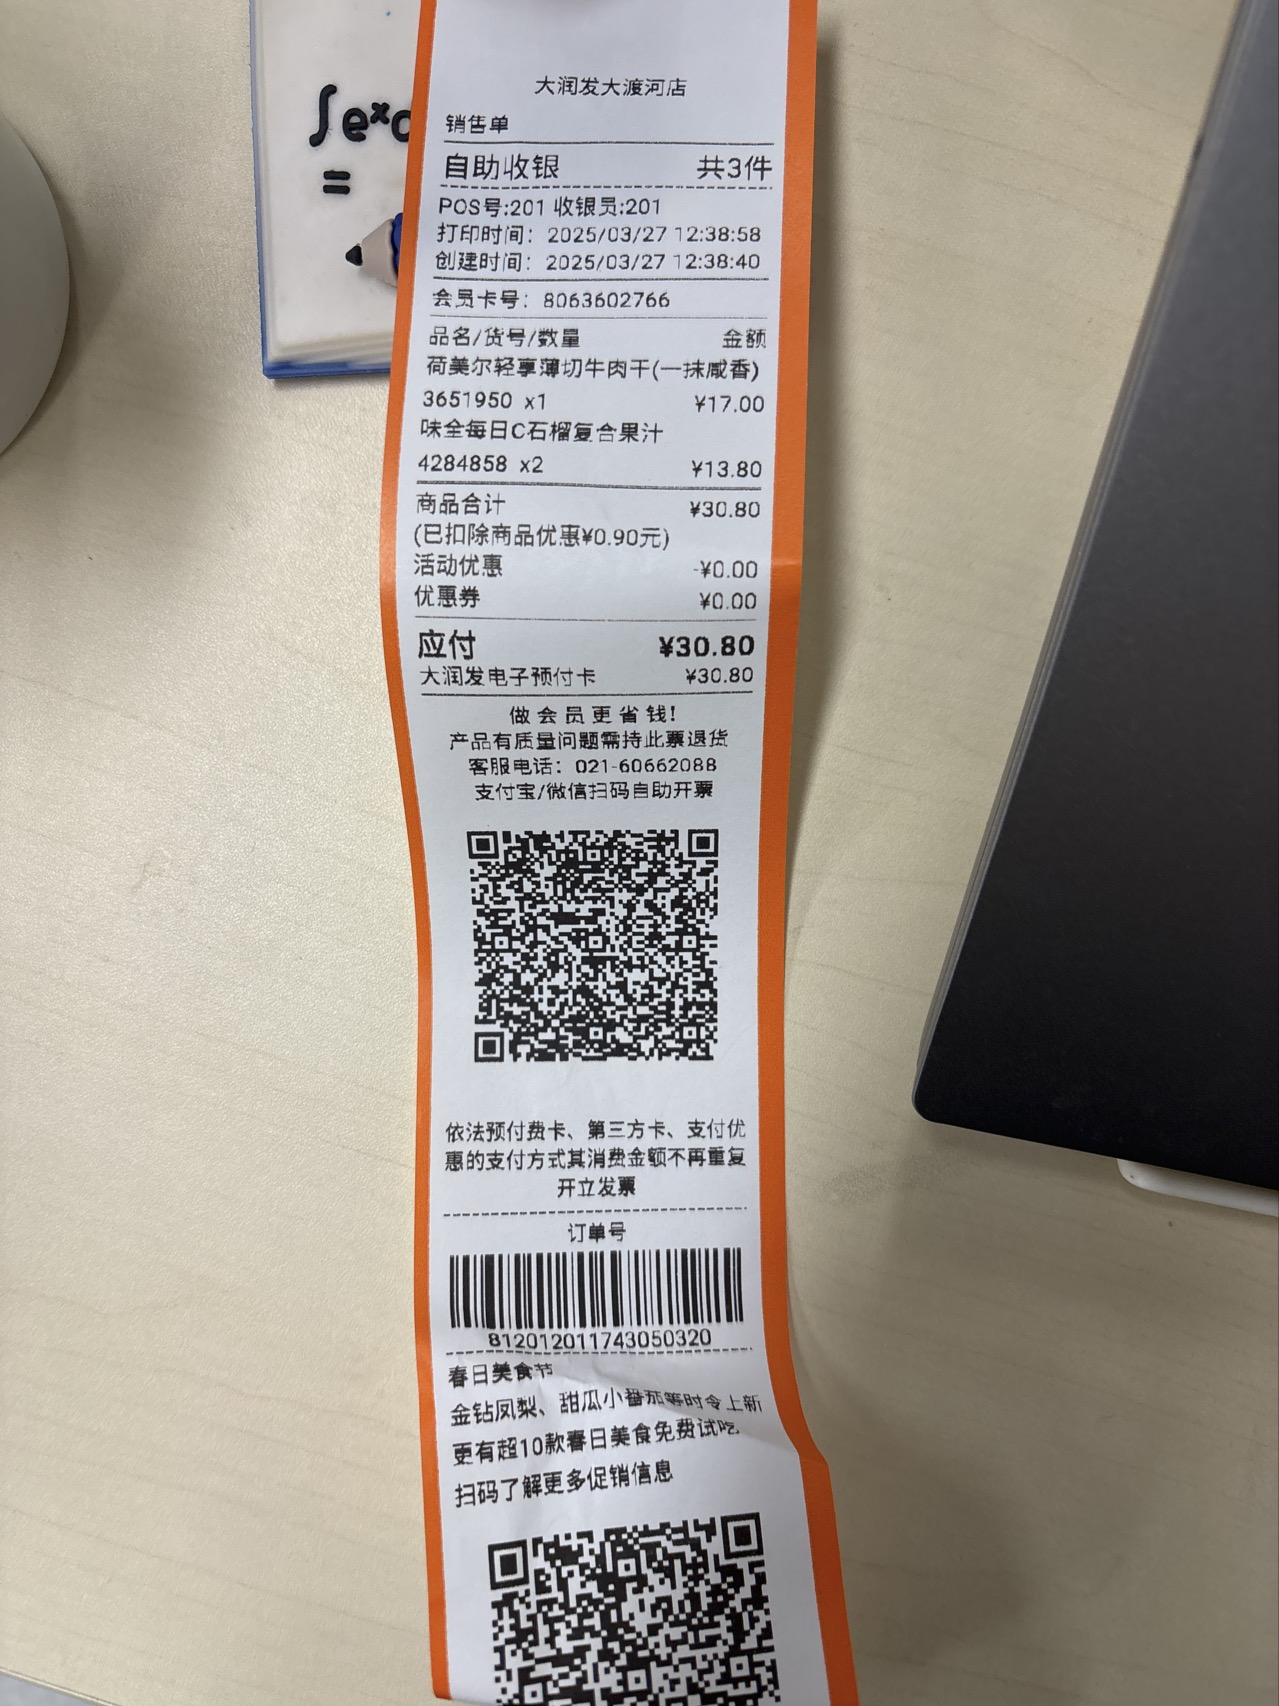 ∫eˣ
=
大润发大渡河店
销售单
自助收银 共3件
POS号:201 收银员:201
打印时间: 2025/03/27 12:38:58
创建时间: 2025/03/27 12:38:40
会员卡号: 8063602766
品名/货号/数量 金额
荷美尔轻享薄切牛肉干(一抹咸香)
3651950 x1 ¥17.00
味全每日C石榴复合果汁
4284858 x2 ¥13.80
商品合计 ¥30.80
(已扣除商品优惠¥0.90元)
活动优惠 -¥0.00
优惠券 ¥0.00
应付 ¥30.80
大润发电子预付卡 ¥30.80
做会员更省钱!
产品有质量问题需持此票退货
客服电话: 021-60662088
支付宝/微信扫码自助开票
依法预付费卡、第三方卡、支付优
惠的支付方式其消费金额不再重复
开立发票
订单号
812012011743050320
春日美食节
金钻凤梨、甜瓜小番茄等时令上新
更有超10款春日美食免费试吃
扫码了解更多促销信息